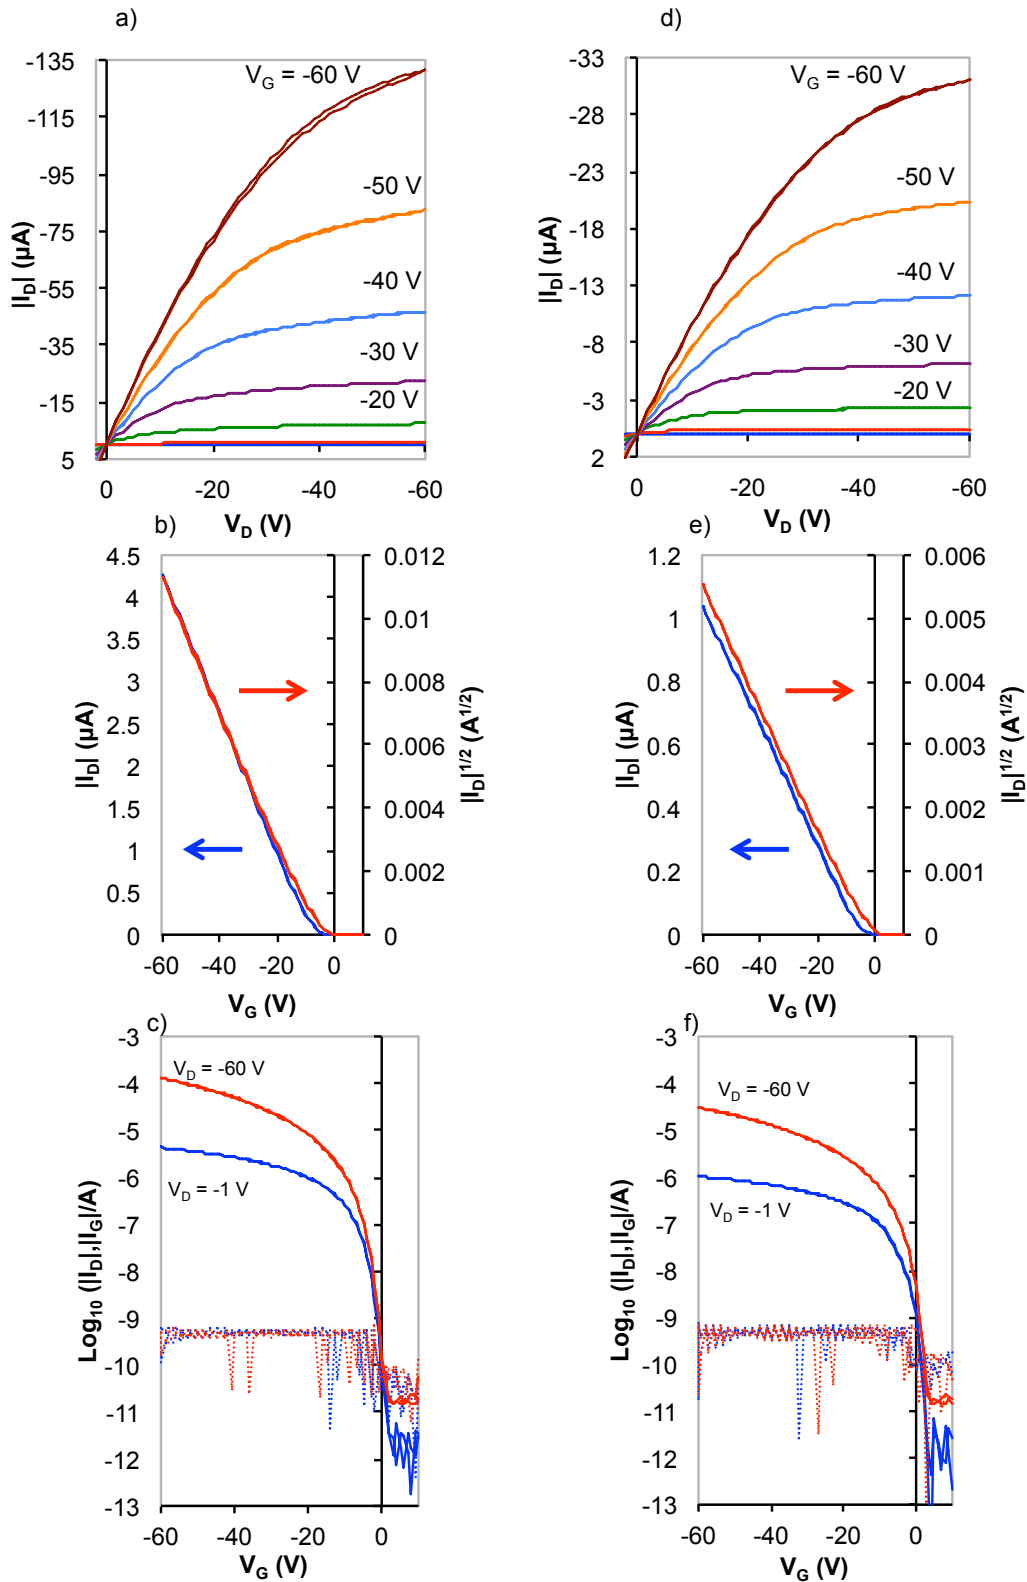 a)
-135
-115
-95
-75
-55
-35
-15
5
|I_D| (µA)
V_G = -60 V
-50 V
-40 V
-30 V
-20 V
0 -20 -40 -60
V_D (V)
d)
-33
-28
-23
-18
-13
-8
-3
2
|I_D| (µA)
V_G = -60 V
-50 V
-40 V
-30 V
-20 V
0 -20 -40 -60
V_D (V)
b)
4.5
4
3.5
3
2.5
2
1.5
1
0.5
0
|I_D| (µA)
0.012
0.010
0.008
0.006
0.004
0.002
0
|I_D|^1/2 (A^1/2)
-60 -40 -20 0
V_G (V)
e)
1.2
1
0.8
0.6
0.4
0.2
0
|I_D| (µA)
0.006
0.005
0.004
0.003
0.002
0.001
0
|I_D|^1/2 (A^1/2)
-60 -40 -20 0
V_G (V)
c)
-3
-4
-5
-6
-7
-8
-9
-10
-11
-12
-13
Log_10 (|I_D|,|I_G|/A)
V_D = -60 V
V_D = -1 V
-60 -40 -20 0
V_G (V)
f)
-3
-4
-5
-6
-7
-8
-9
-10
-11
-12
-13
Log_10 (|I_D|,|I_G|/A)
V_D = -60 V
V_D = -1 V
-60 -40 -20 0
V_G (V)